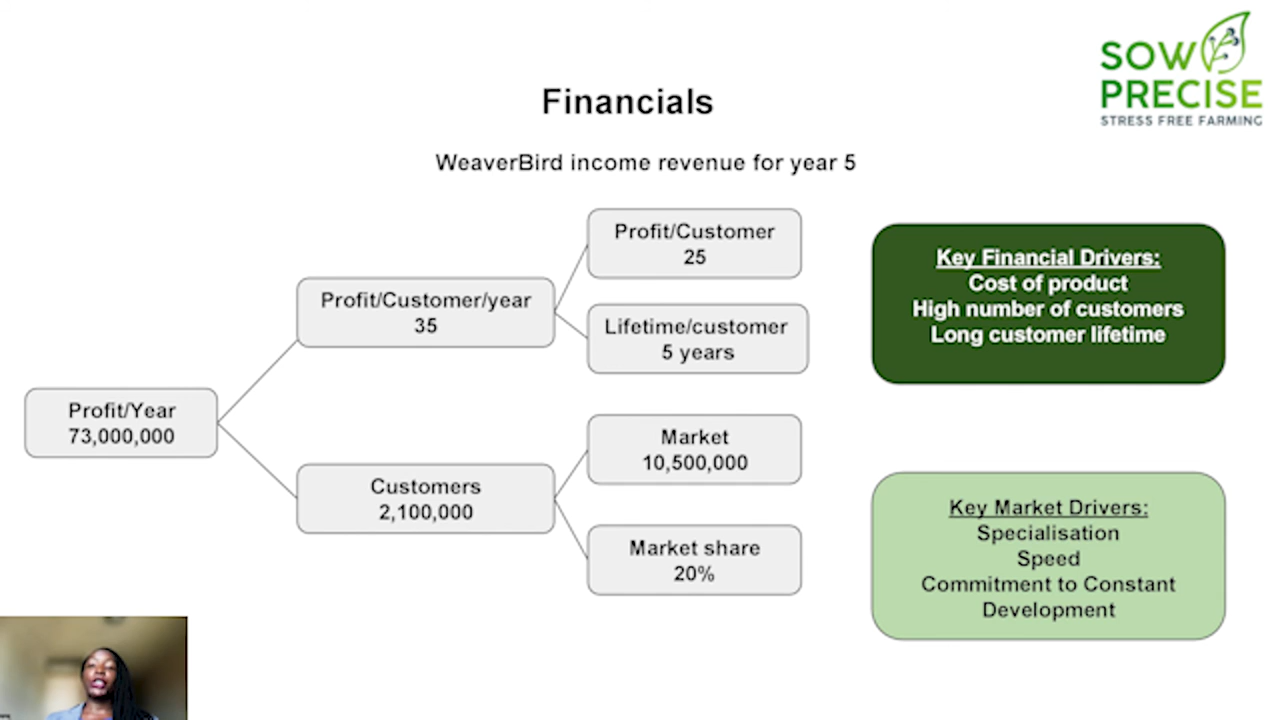 SOW
PRECISE
STRESS FREE FARMING
Financials
WeaverBird income revenue for year 5
Profit/Customer
25
Profit/Customer/year
35
Lifetime/customer
5 years
Profit/Year
73,000,000
Market
10,500,000
Customers
2,100,000
Market share
20%
Key Financial Drivers:
Cost of product
High number of customers
Long customer lifetime
Key Market Drivers:
Specialisation
Speed
Commitment to Constant
Development